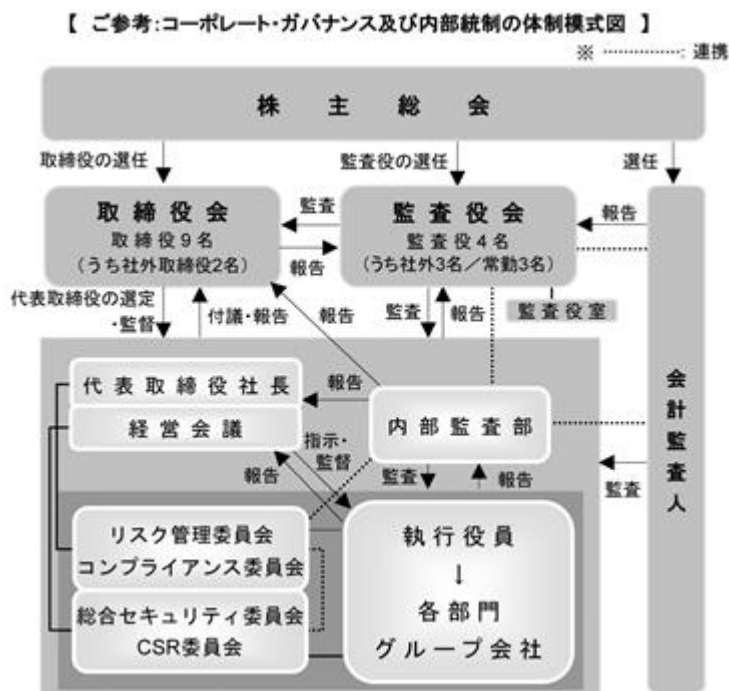 【 ご参考:コーポレート・ガバナンス及び内部統制の体制模式図 】
※ ‥‥‥‥‥: 連携
株主総会
取締役の選任
監査役の選任
選任
取締役会
取締役9名
(うち社外取締役2名)
監査
報告
監査役会
監査役4名
(うち社外3名/常勤3名)
報告
監査役室
代表取締役の選定
・監督
付議・報告
報告
監査
報告
会計監査人
代表取締役社長
経営会議
報告
内部監査部
指示・
監督
報告
監査
報告
監査
リスク管理委員会
コンプライアンス委員会
総合セキュリティ委員会
CSR委員会
執行役員
↓
各部門
グループ会社